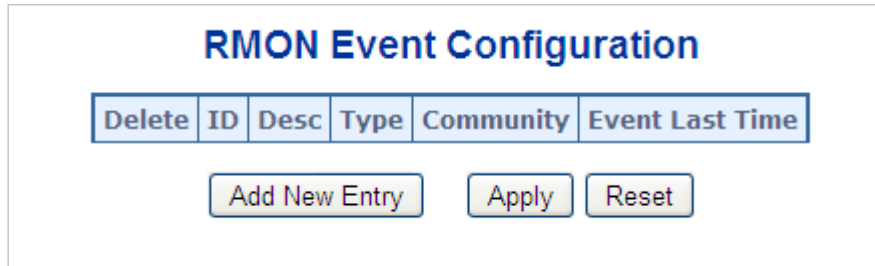 RMON Event Configuration
Delete ID Desc Type Community Event Last Time
Add New Entry Apply Reset